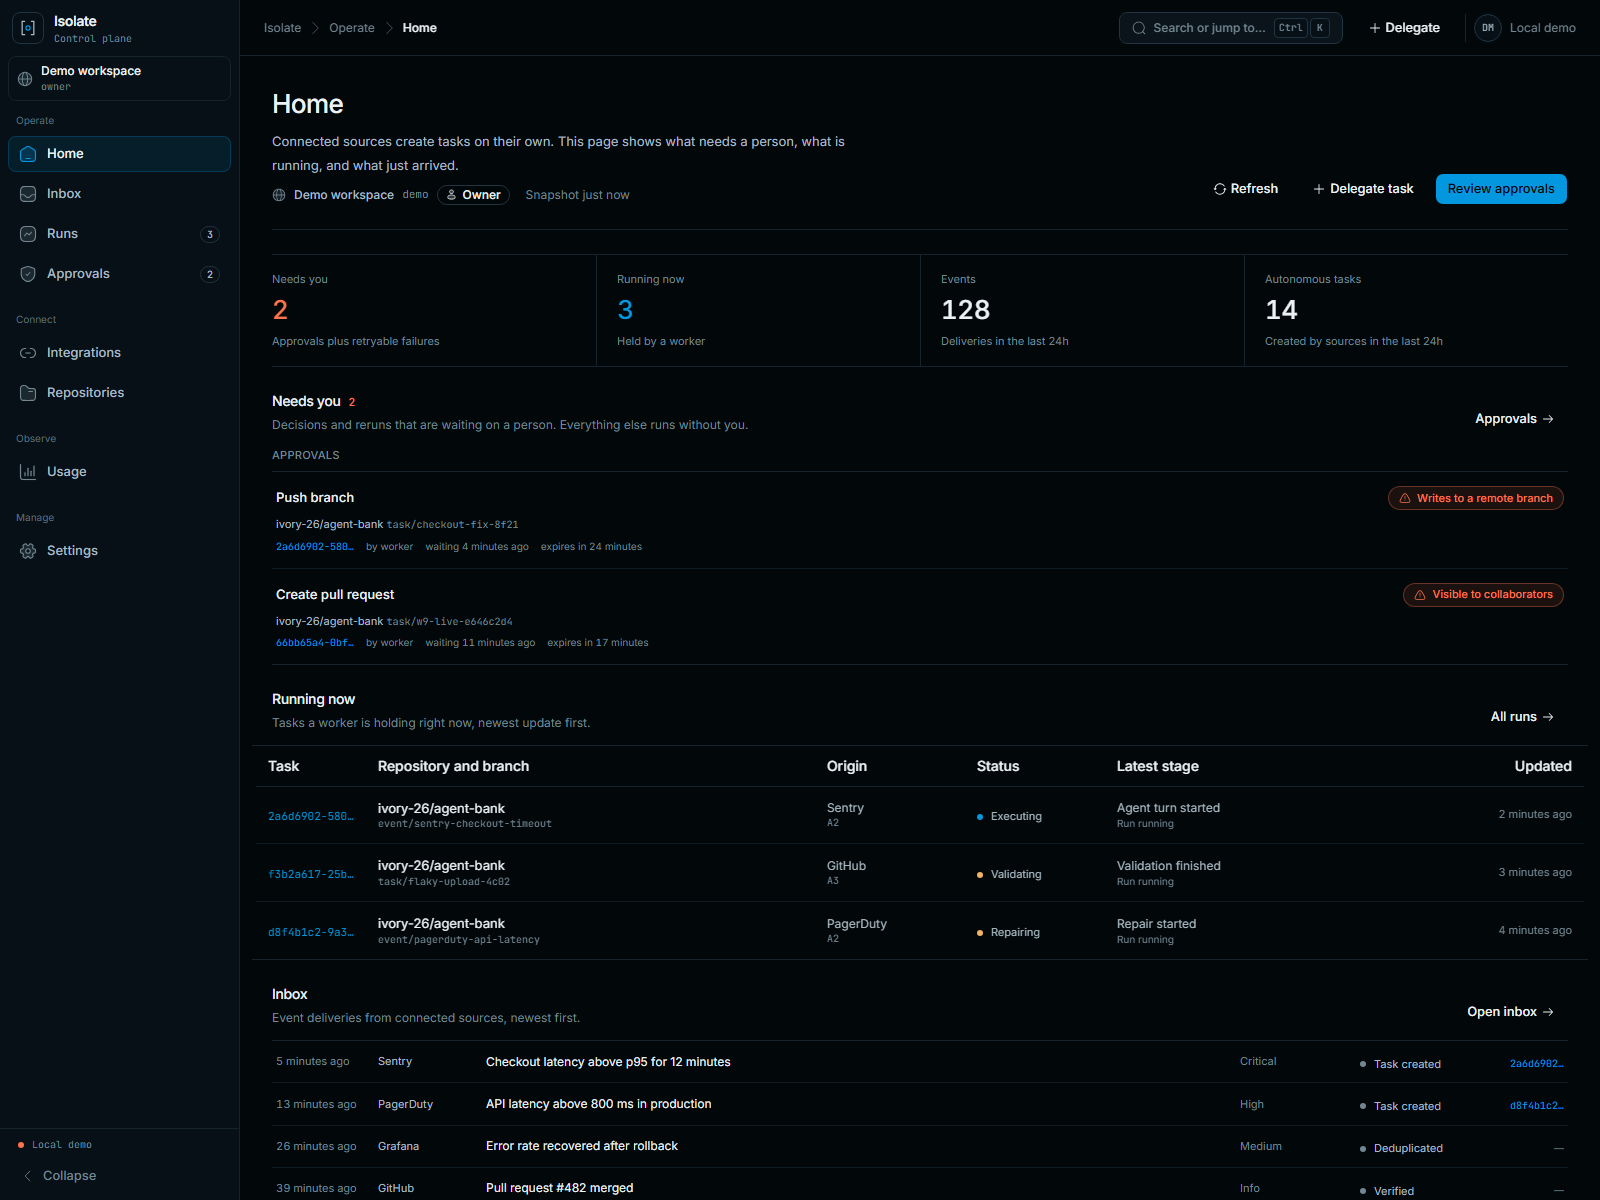 Isolate
Control plane
Demo workspace
owner
Operate
Home
Inbox
Runs 3
Approvals 2
Connect
Integrations
Repositories
Observe
Usage
Manage
Settings
Local demo
Collapse
Isolate Operate Home
Search or jump to... Ctrl K
Delegate
DM Local demo
Home
Connected sources create tasks on their own. This page shows what needs a person, what is
running, and what just arrived.
Demo workspace demo Owner Snapshot just now
Refresh
Delegate task
Review approvals
Needs you
2
Approvals plus retryable failures
Running now
3
Held by a worker
Events
128
Deliveries in the last 24h
Autonomous tasks
14
Created by sources in the last 24h
Needs you 2
Decisions and reruns that are waiting on a person. Everything else runs without you.
Approvals →
APPROVALS
Push branch
Writes to a remote branch
ivory-26/agent-bank task/checkout-fix-8f21
2a6d6902-580… by worker waiting 4 minutes ago expires in 24 minutes
Create pull request
Visible to collaborators
ivory-26/agent-bank task/w9-live-e646c2d4
66bb65a4-0bf… by worker waiting 11 minutes ago expires in 17 minutes
Running now
Tasks a worker is holding right now, newest update first.
All runs →
Task Repository and branch Origin Status Latest stage Updated
2a6d6902-580… ivory-26/agent-bank Sentry Executing Agent turn started 2 minutes ago
event/sentry-checkout-timeout A2 Run running
f3b2a617-25b… ivory-26/agent-bank GitHub Validating Validation finished 3 minutes ago
task/flaky-upload-4c02 A3 Run running
d8f4b1c2-9a3… ivory-26/agent-bank PagerDuty Repairing Repair started 4 minutes ago
event/pagerduty-api-latency A2 Run running
Inbox
Event deliveries from connected sources, newest first.
Open inbox →
5 minutes ago Sentry Checkout latency above p95 for 12 minutes Critical Task created 2a6d6902…
13 minutes ago PagerDuty API latency above 800 ms in production High Task created d8f4b1c2…
26 minutes ago Grafana Error rate recovered after rollback Medium Deduplicated —
39 minutes ago GitHub Pull request #482 merged Info Verified —